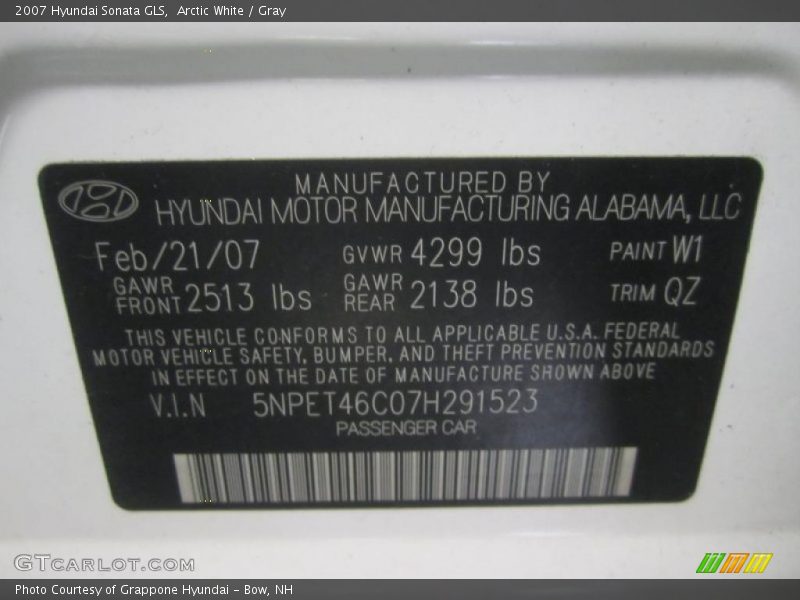 2007 Hyundai Sonata GLS,  Arctic White / Gray
MANUFACTURED BY
HYUNDAI MOTOR MANUFACTURING ALABAMA, LLC
Feb/21/07 GVWR 4299 lbs PAINT W1
GAWR FRONT 2513 lbs GAWR REAR 2138 lbs TRIM QZ
THIS VEHICLE CONFORMS TO ALL APPLICABLE U.S.A. FEDERAL
MOTOR VEHICLE SAFETY, BUMPER, AND THEFT PREVENTION STANDARDS
IN EFFECT ON THE DATE OF MANUFACTURE SHOWN ABOVE
V.I.N 5NPET46C07H291523
PASSENGER CAR
GTCARLOT.COM
Photo Courtesy of Grappone Hyundai - Bow, NH